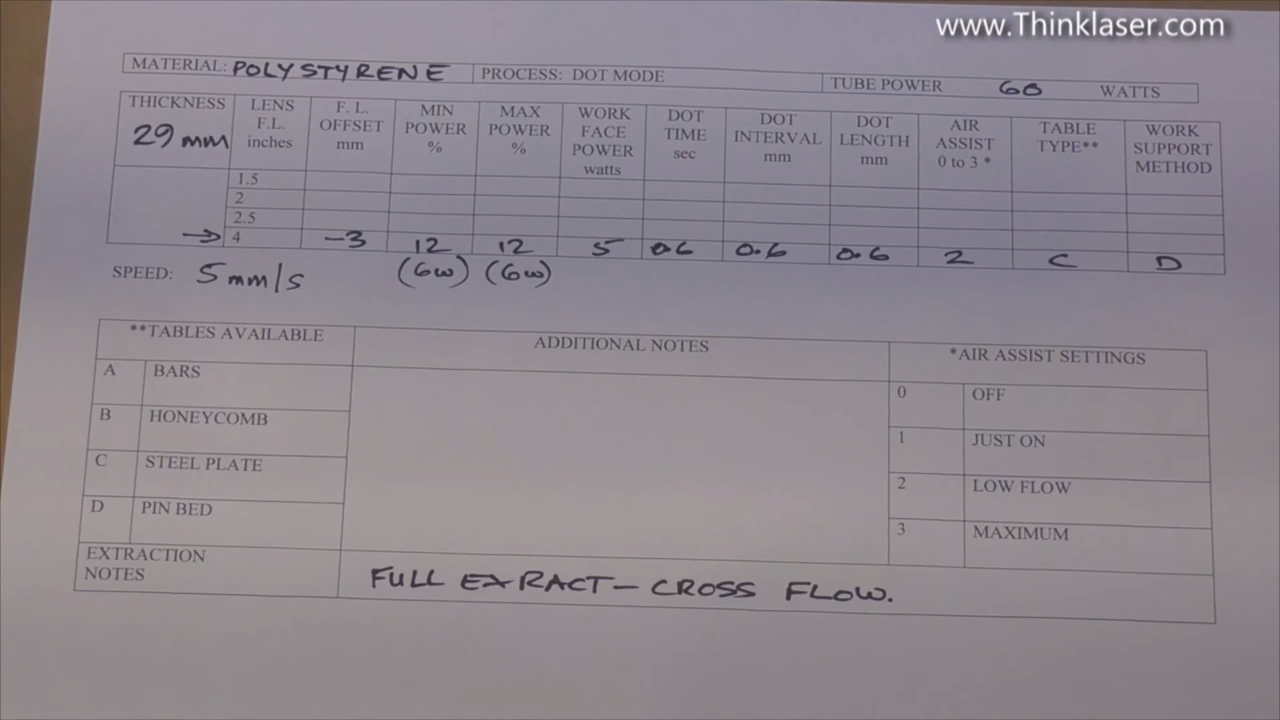 www.Thinklaser.com
MATERIAL: POLYSTYRENE PROCESS: DOT MODE TUBE POWER 60 WATTS
THICKNESS LENS F.L. inches F. L. OFFSET mm MIN POWER % MAX POWER % WORK FACE POWER watts DOT TIME sec DOT INTERVAL mm DOT LENGTH mm AIR ASSIST 0 to 3 * TABLE TYPE** WORK SUPPORT METHOD
29mm
1.5
2
2.5
→ 4 -3 12 12 5 0.6 0.6 0.6 2 C D
(6w) (6w)
SPEED: 5mm/s
**TABLES AVAILABLE ADDITIONAL NOTES *AIR ASSIST SETTINGS
A BARS 0 OFF
B HONEYCOMB 1 JUST ON
C STEEL PLATE 2 LOW FLOW
D PIN BED 3 MAXIMUM
EXTRACTION NOTES FULL EXRACT - CROSS FLOW.